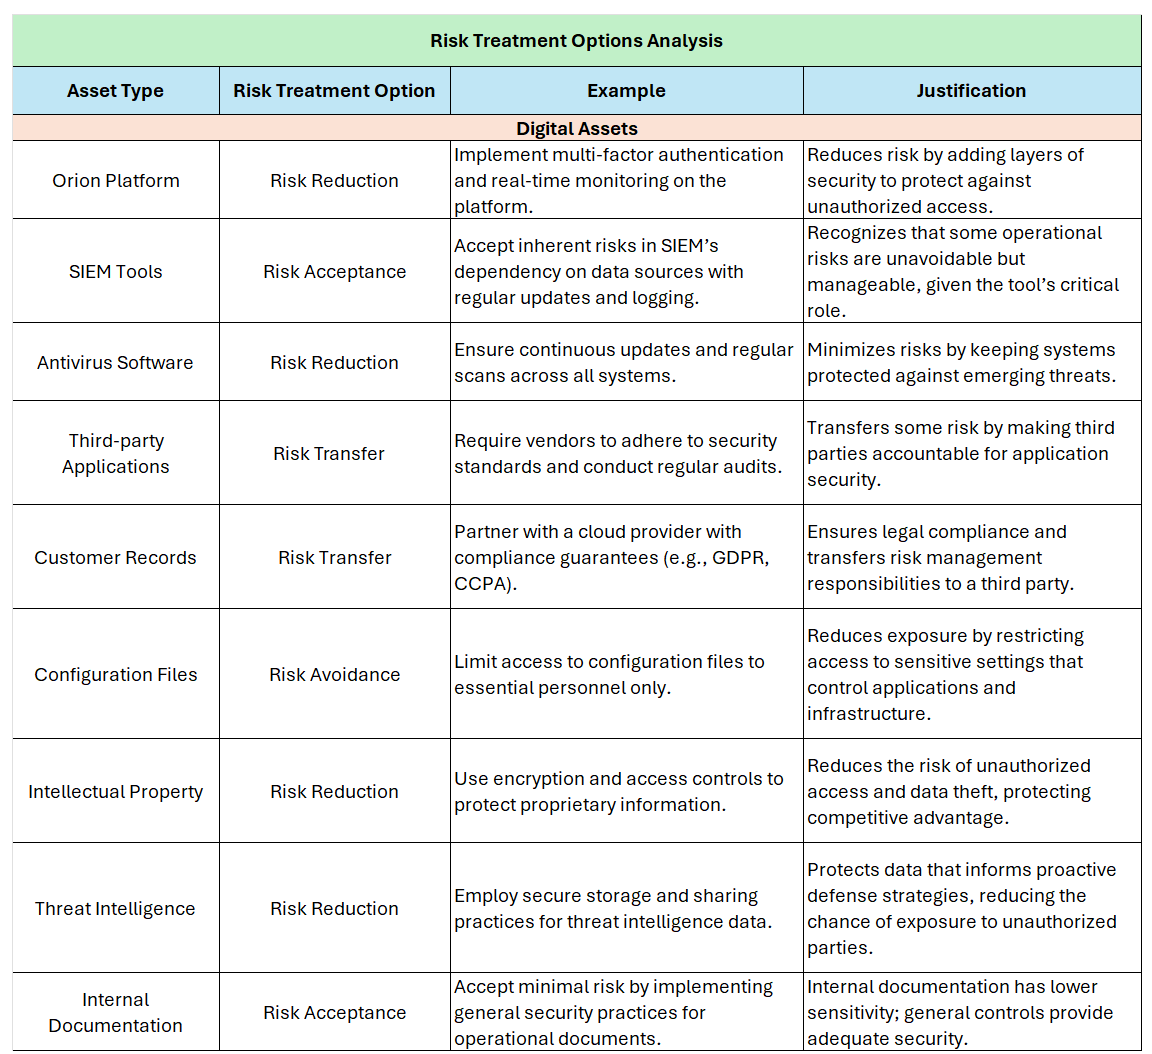 Risk Treatment Options Analysis
Asset Type
Risk Treatment Option
Example
Justification
Digital Assets
Orion Platform
Risk Reduction
Implement multi-factor authentication
and real-time monitoring on the
platform.
Reduces risk by adding layers of
security to protect against
unauthorized access.
SIEM Tools
Risk Acceptance
Accept inherent risks in SIEM’s
dependency on data sources with
regular updates and logging.
Recognizes that some operational
risks are unavoidable but
manageable, given the tool’s critical
role.
Antivirus Software
Risk Reduction
Ensure continuous updates and regular
scans across all systems.
Minimizes risks by keeping systems
protected against emerging threats.
Third-party
Applications
Risk Transfer
Require vendors to adhere to security
standards and conduct regular audits.
Transfers some risk by making third
parties accountable for application
security.
Customer Records
Risk Transfer
Partner with a cloud provider with
compliance guarantees (e.g., GDPR,
CCPA).
Ensures legal compliance and
transfers risk management
responsibilities to a third party.
Configuration Files
Risk Avoidance
Limit access to configuration files to
essential personnel only.
Reduces exposure by restricting
access to sensitive settings that
control applications and
infrastructure.
Intellectual Property
Risk Reduction
Use encryption and access controls to
protect proprietary information.
Reduces the risk of unauthorized
access and data theft, protecting
competitive advantage.
Threat Intelligence
Risk Reduction
Employ secure storage and sharing
practices for threat intelligence data.
Protects data that informs proactive
defense strategies, reducing the
chance of exposure to unauthorized
parties.
Internal
Documentation
Risk Acceptance
Accept minimal risk by implementing
general security practices for
operational documents.
Internal documentation has lower
sensitivity; general controls provide
adequate security.